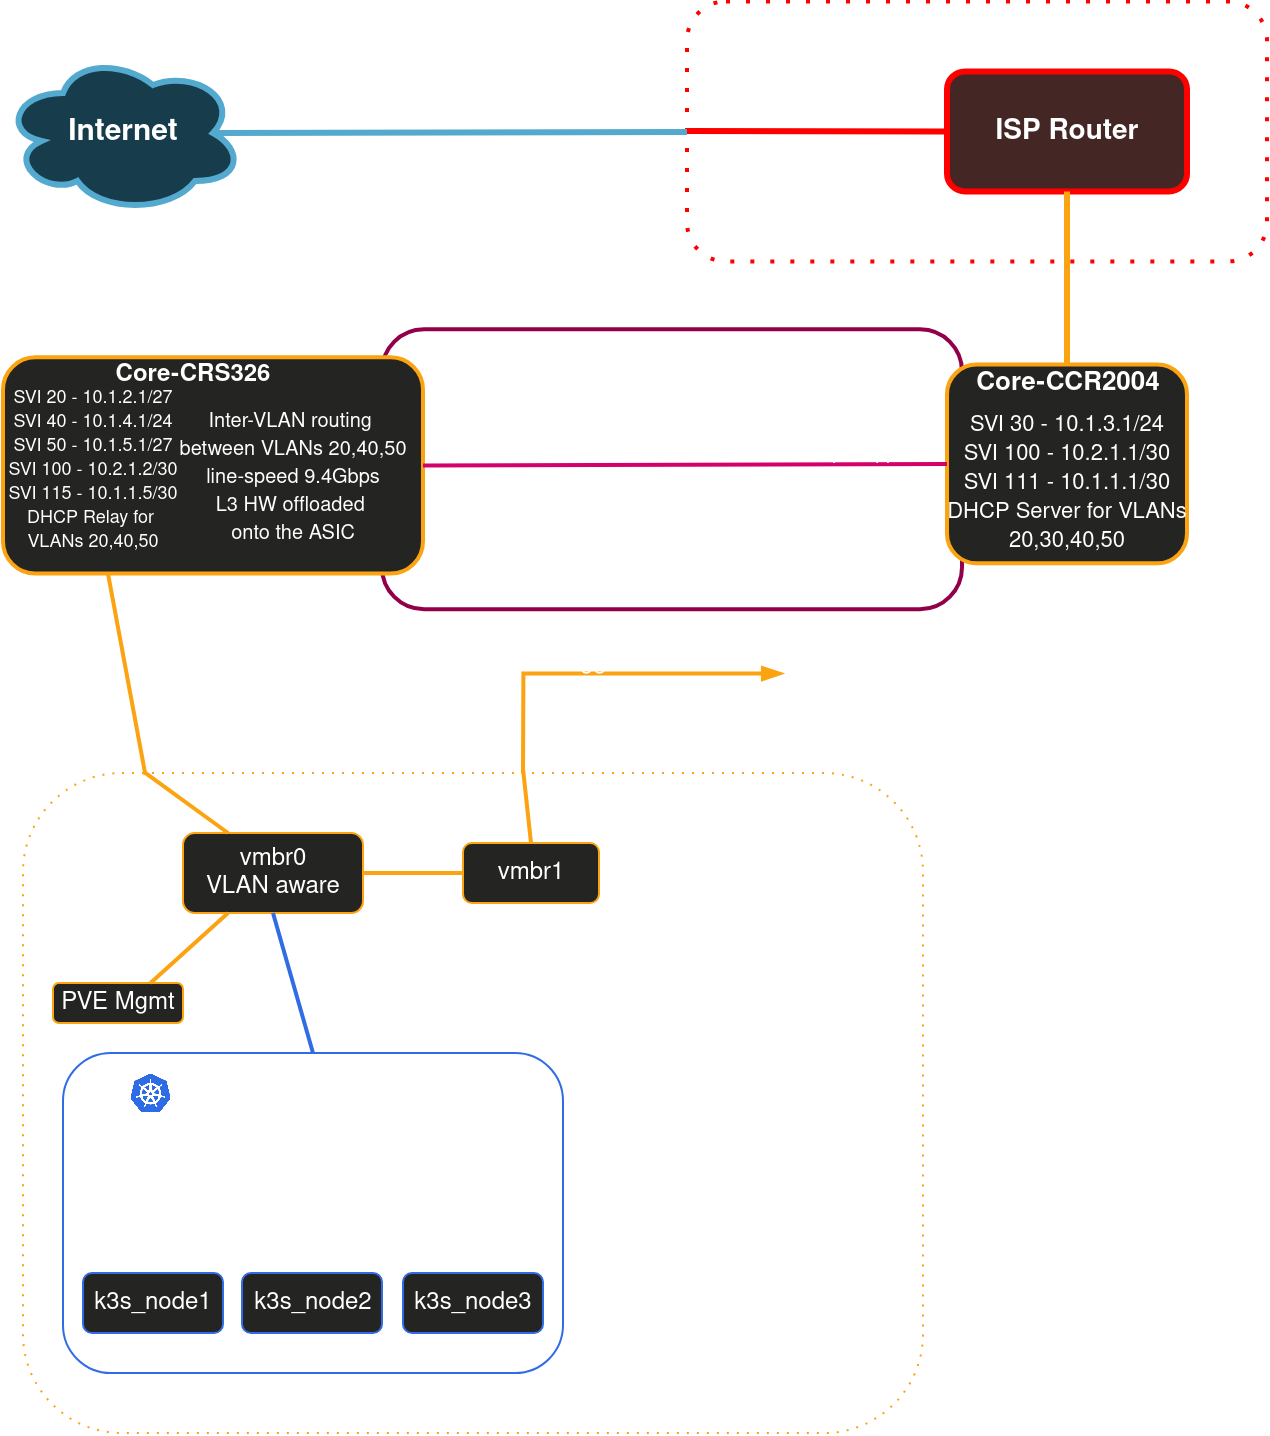 Internet
ISP Router
Core-CRS326
SVI 20 - 10.1.2.1/27
SVI 40 - 10.1.4.1/24
SVI 50 - 10.1.5.1/27
SVI 100 - 10.2.1.2/30
SVI 115 - 10.1.1.5/30
DHCP Relay for
VLANs 20,40,50
Inter-VLAN routing
between VLANs 20,40,50
line-speed 9.4Gbps
L3 HW offloaded
onto the ASIC
Core-CCR2004
SVI 30 - 10.1.3.1/24
SVI 100 - 10.2.1.1/30
SVI 111 - 10.1.1.1/30
DHCP Server for VLANs
20,30,40,50
vmbr0
VLAN aware
vmbr1
PVE Mgmt
k3s_node1
k3s_node2
k3s_node3